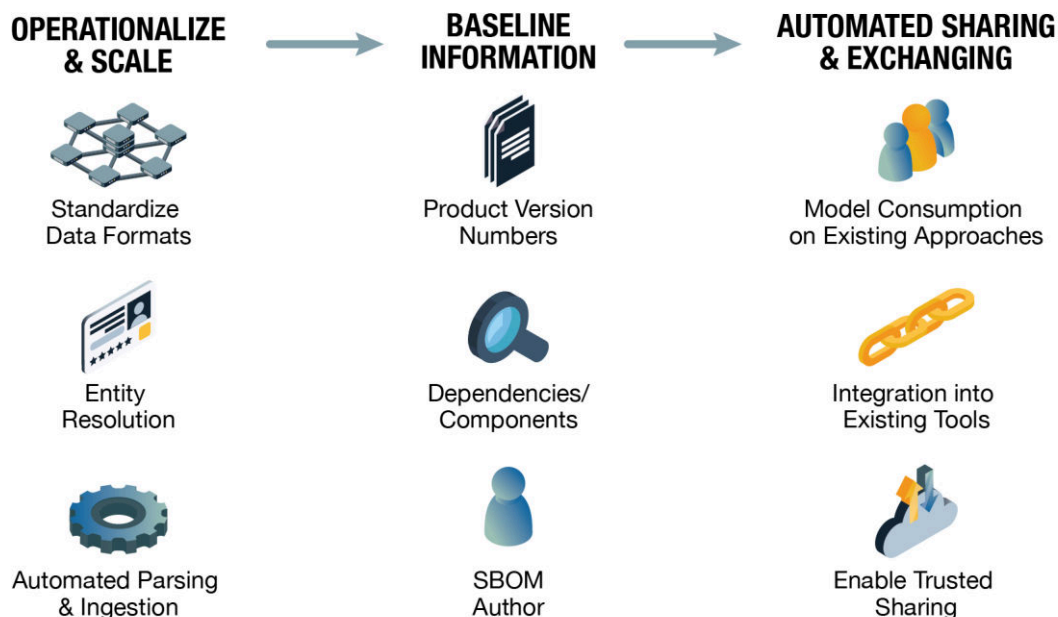 OPERATIONALIZE
& SCALE
BASELINE
INFORMATION
AUTOMATED SHARING
& EXCHANGING
Standardize
Data Formats
Product Version
Numbers
Model Consumption
on Existing Approaches
Entity
Resolution
Dependencies/
Components
Integration into
Existing Tools
Automated Parsing
& Ingestion
SBOM
Author
Enable Trusted
Sharing